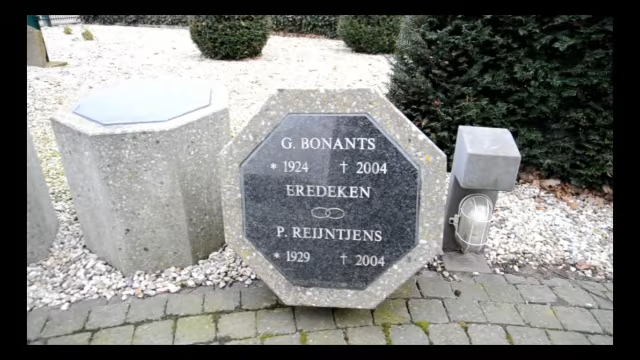 G. BONANTS
* 1924 † 2004
EREDEKEN
P. REIJNTJENS
* 1929 † 2004